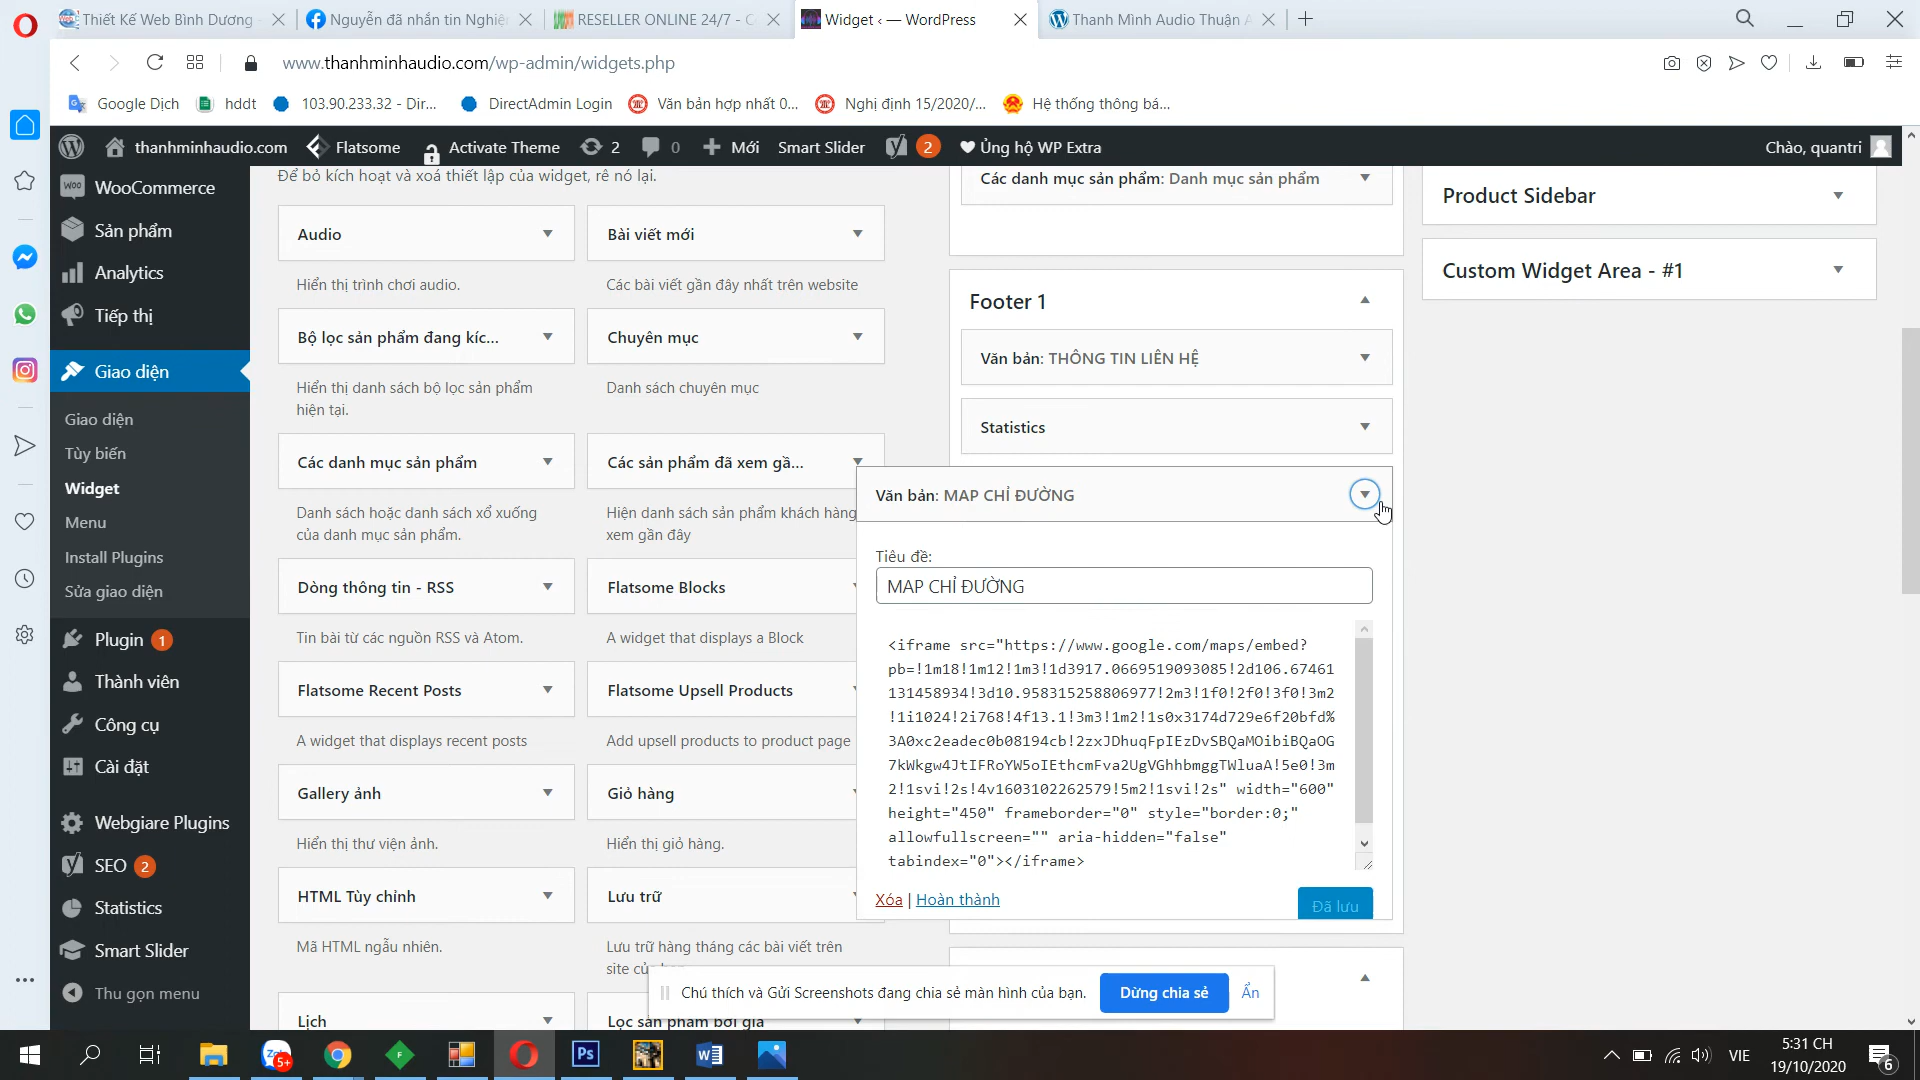 Thiết Kế Web Bình Dương
Nguyễn đã nhắn tin Nghiê
RESELLER ONLINE 24/7 - C
Widget ‹ — WordPress
Thanh Mình Audio Thuận A
www.thanhminhaudio.com/wp-admin/widgets.php
Google Dịch
hddt
103.90.233.32 - Dir...
DirectAdmin Login
Văn bản hợp nhất 0...
Nghị định 15/2020/...
Hệ thống thông bá...
thanhminhaudio.com
Flatsome
Activate Theme
2
0
Mới
Smart Slider
2
Ủng hộ WP Extra
Chào, quantri
WooCommerce
Sản phẩm
Analytics
Tiếp thị
Giao diện
Giao diện
Tùy biến
Widget
Menu
Install Plugins
Sửa giao diện
Plugin 1
Thành viên
Công cụ
Cài đặt
Webgiare Plugins
SEO 2
Statistics
Smart Slider
Thu gọn menu
Để bỏ kích hoạt và xoá thiết lập của widget, rê nó lại.
Audio
Hiển thị trình chơi audio.
Bài viết mới
Các bài viết gần đây nhất trên website
Bộ lọc sản phẩm đang kíc...
Hiển thị danh sách bộ lọc sản phẩm
hiện tại.
Chuyên mục
Danh sách chuyên mục
Các danh mục sản phẩm
Danh sách hoặc danh sách xổ xuống
của danh mục sản phẩm.
Các sản phẩm đã xem gầ...
Hiện danh sách sản phẩm khách hàng
xem gần đây
Dòng thông tin - RSS
Tin bài từ các nguồn RSS và Atom.
Flatsome Blocks
A widget that displays a Block
Flatsome Recent Posts
A widget that displays recent posts
Flatsome Upsell Products
Add upsell products to product page
Gallery ảnh
Hiển thị thư viện ảnh.
Giỏ hàng
Hiển thị giỏ hàng.
HTML Tùy chỉnh
Mã HTML ngẫu nhiên.
Lưu trữ
Lưu trữ hàng tháng các bài viết trên
site củ
Lịch
Lọc sản phẩm bởi giá
Các danh mục sản phẩm: Danh mục sản phẩm
Footer 1
Văn bản: THÔNG TIN LIÊN HỆ
Statistics
Văn bản: MAP CHỈ ĐƯỜNG
Tiêu đề:
MAP CHỈ ĐƯỜNG
<iframe src="https://www.google.com/maps/embed?
pb=!1m18!1m12!1m3!1d3917.0669519093085!2d106.67461
131458934!3d10.958315258806977!2m3!1f0!2f0!3f0!3m2
!1i1024!2i768!4f13.1!3m3!1m2!1s0x3174d729e6f20bfd%
3A0xc2eadec0b08194cb!2zxJDhuqFpIEzDvSBQaMOibiBQaOG
7kWkgw4JtIFRoYW5oIEthcmFva2UgVGhhbmggTWluaA!5e0!3m
2!1svi!2s!4v1603102262579!5m2!1svi!2s" width="600"
height="450" frameborder="0" style="border:0;"
allowfullscreen="" aria-hidden="false"
tabindex="0"></iframe>
Xóa | Hoàn thành
Đã lưu
Product Sidebar
Custom Widget Area - #1
Chú thích và Gửi Screenshots đang chia sẻ màn hình của bạn.
Dừng chia sẻ
Ẩn
5+
Ps
VIE
5:31 CH
19/10/2020
6